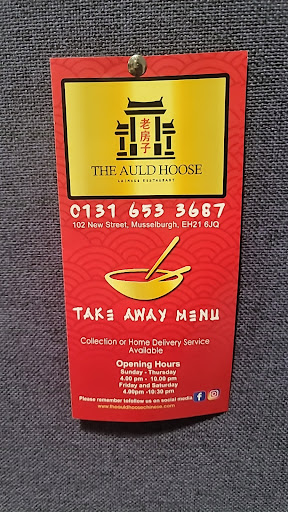 老房子
THE AULD HOOSE
CHINESE RESTAURANT
0131 653 3687
102 New Street, Musselburgh, EH21 6JQ
TAKE AWAY MENU
Collection or Home Delivery Service
Available
Opening Hours
Sunday - Thursday
4.00 pm - 10.00 pm
Friday and Saturday
4.00pm -10:30 pm
Please remember tofollow us on social media
www.theauldhoosechinese.com